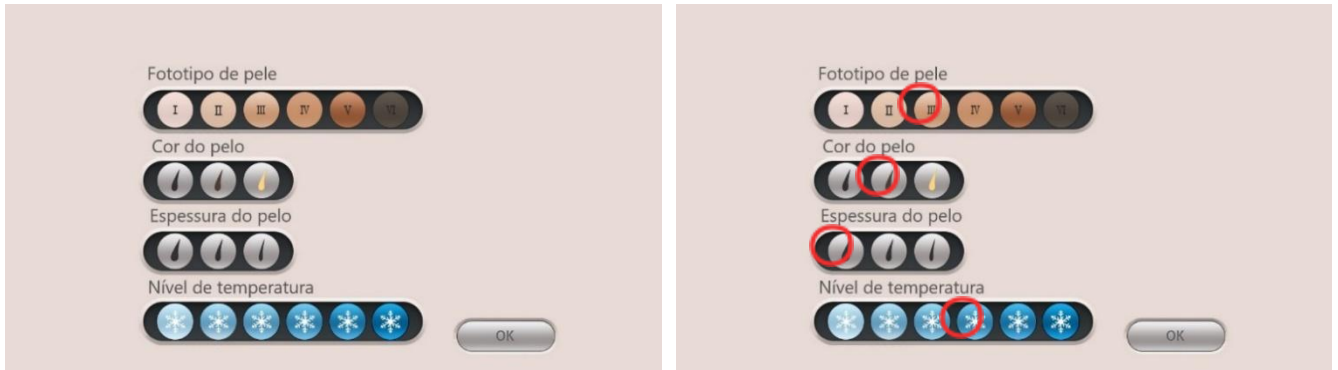 Fototipo de pele
I II III IV V VI
Cor do pelo
Espessura do pelo
Nível de temperatura
OK
Fototipo de pele
I II III IV V VI
Cor do pelo
Espessura do pelo
Nível de temperatura
OK